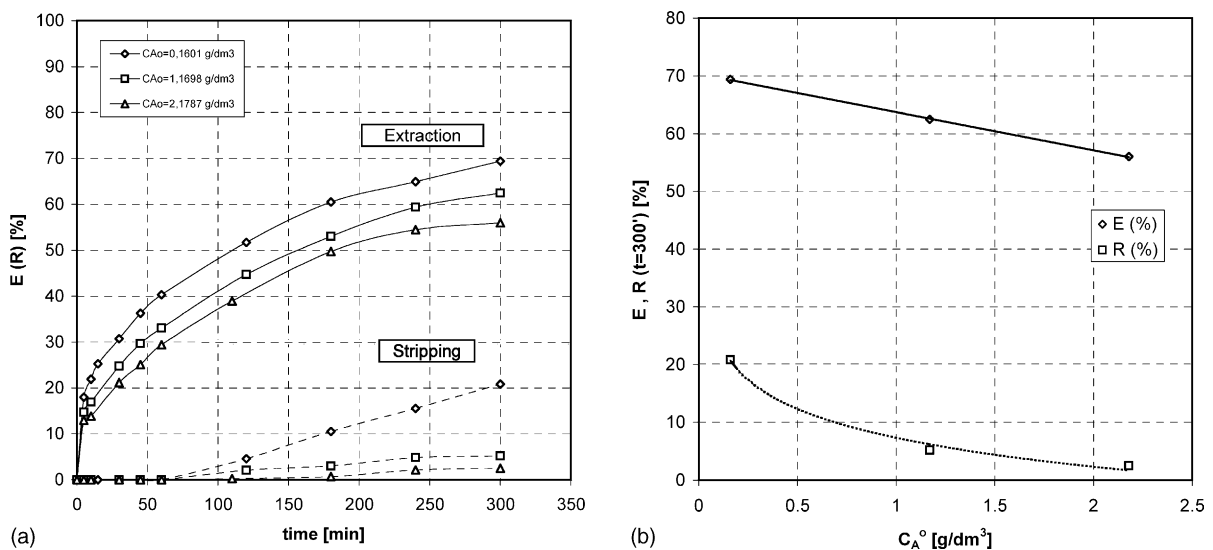 100
90
80
70
60
50
40
30
20
10
0
E (R) [%]
CAo=0,1601 g/dm3
CAo=1,1698 g/dm3
CAo=2,1787 g/dm3
Extraction
Stripping
0 50 100 150 200 250 300 350
time [min]
(a)
80
70
60
50
40
30
20
10
0
E , R (t=300') [%]
E (%)
R (%)
0 0.5 1 1.5 2 2.5
C_A° [g/dm³]
(b)